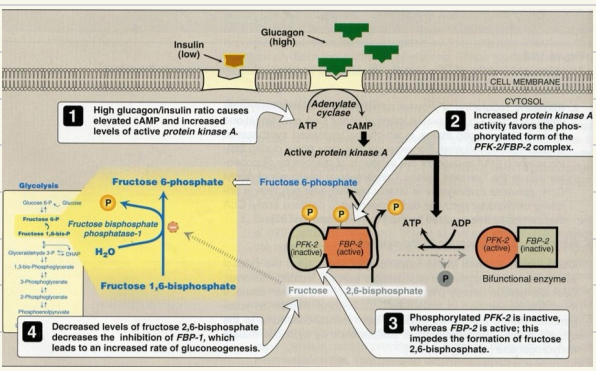 Insulin
(low)
Glucagon
(high)
CELL MEMBRANE
CYTOSOL
1
High glucagon/insulin ratio causes
elevated cAMP and increased
levels of active protein kinase A.
Adenylate
cyclase
ATP
cAMP
Active protein kinase A
2
Increased protein kinase A
activity favors the phos-
phorylated form of the
PFK-2/FBP-2 complex.
Glycolysis
Glucose 6-P
Glucose
Fructose 6-P
Fructose 1,6-bis-P
Glyceraldehyde 3-P
DHAP
1,3-bis-Phosphoglycerate
3-Phosphoglycerate
2-Phosphoglycerate
Phosphoenolpyruvate
Fructose 6-phosphate
P
Fructose bisphosphate
phosphatase-1
H2O
Fructose 1,6-bisphosphate
Fructose 6-phosphate
P
P
P
PFK-2
(inactive)
FBP-2
(active)
Fructose 2,6-bisphosphate
ATP
ADP
P
PFK-2
(active)
FBP-2
(inactive)
Bifunctional enzyme
4
Decreased levels of fructose 2,6-bisphosphate
decreases the inhibition of FBP-1, which
leads to an increased rate of gluconeogenesis.
3
Phosphorylated PFK-2 is inactive,
whereas FBP-2 is active; this
impedes the formation of fructose
2,6-bisphosphate.